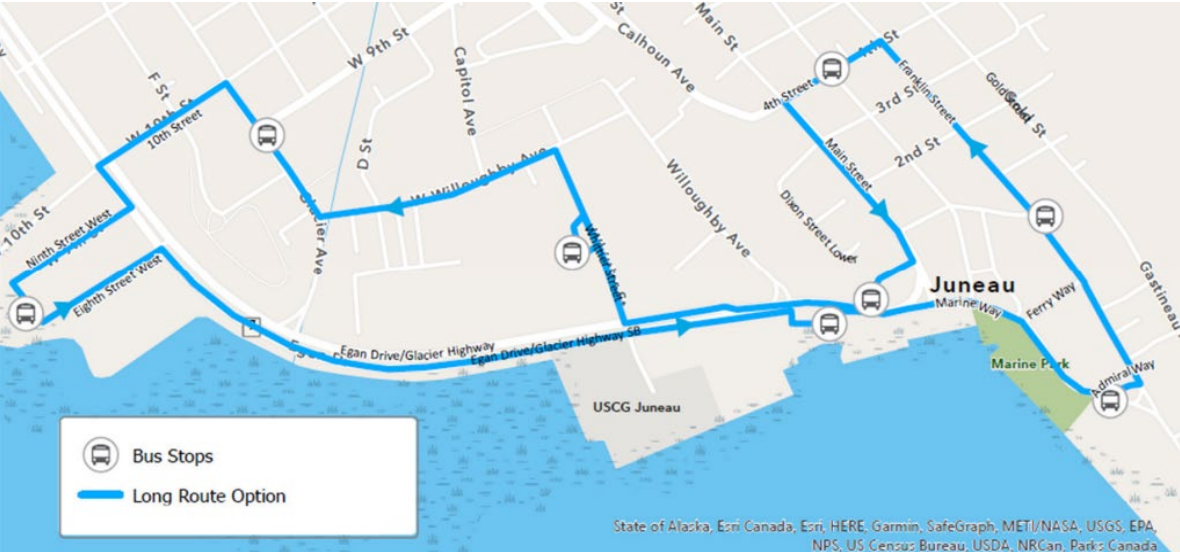 Main St
Calhoun Ave
4th St
W 9th St
F St
Capitol Ave
4th Street
Franklin Street
3rd St
Gold St
W 10th St
10th Street
D St
2nd St
Main Street
W Willoughby Ave
Willoughby Ave
Glacier Ave
Dixon Street Lower
W 10th St
Ninth Street West
Whittier Street
Gastineau
Eighth Street West
Juneau
Marine Way
Ferry Way
7
Egan Drive/Glacier Highway
Egan Drive/Glacier Highway SB
Marine Park
Admiral Way
USCG Juneau
Bus Stops
Long Route Option
State of Alaska, Esri Canada, Esri, HERE, Garmin, SafeGraph, METI/NASA, USGS, EPA,
NPS, US Census Bureau, USDA, NRCan, Parks Canada